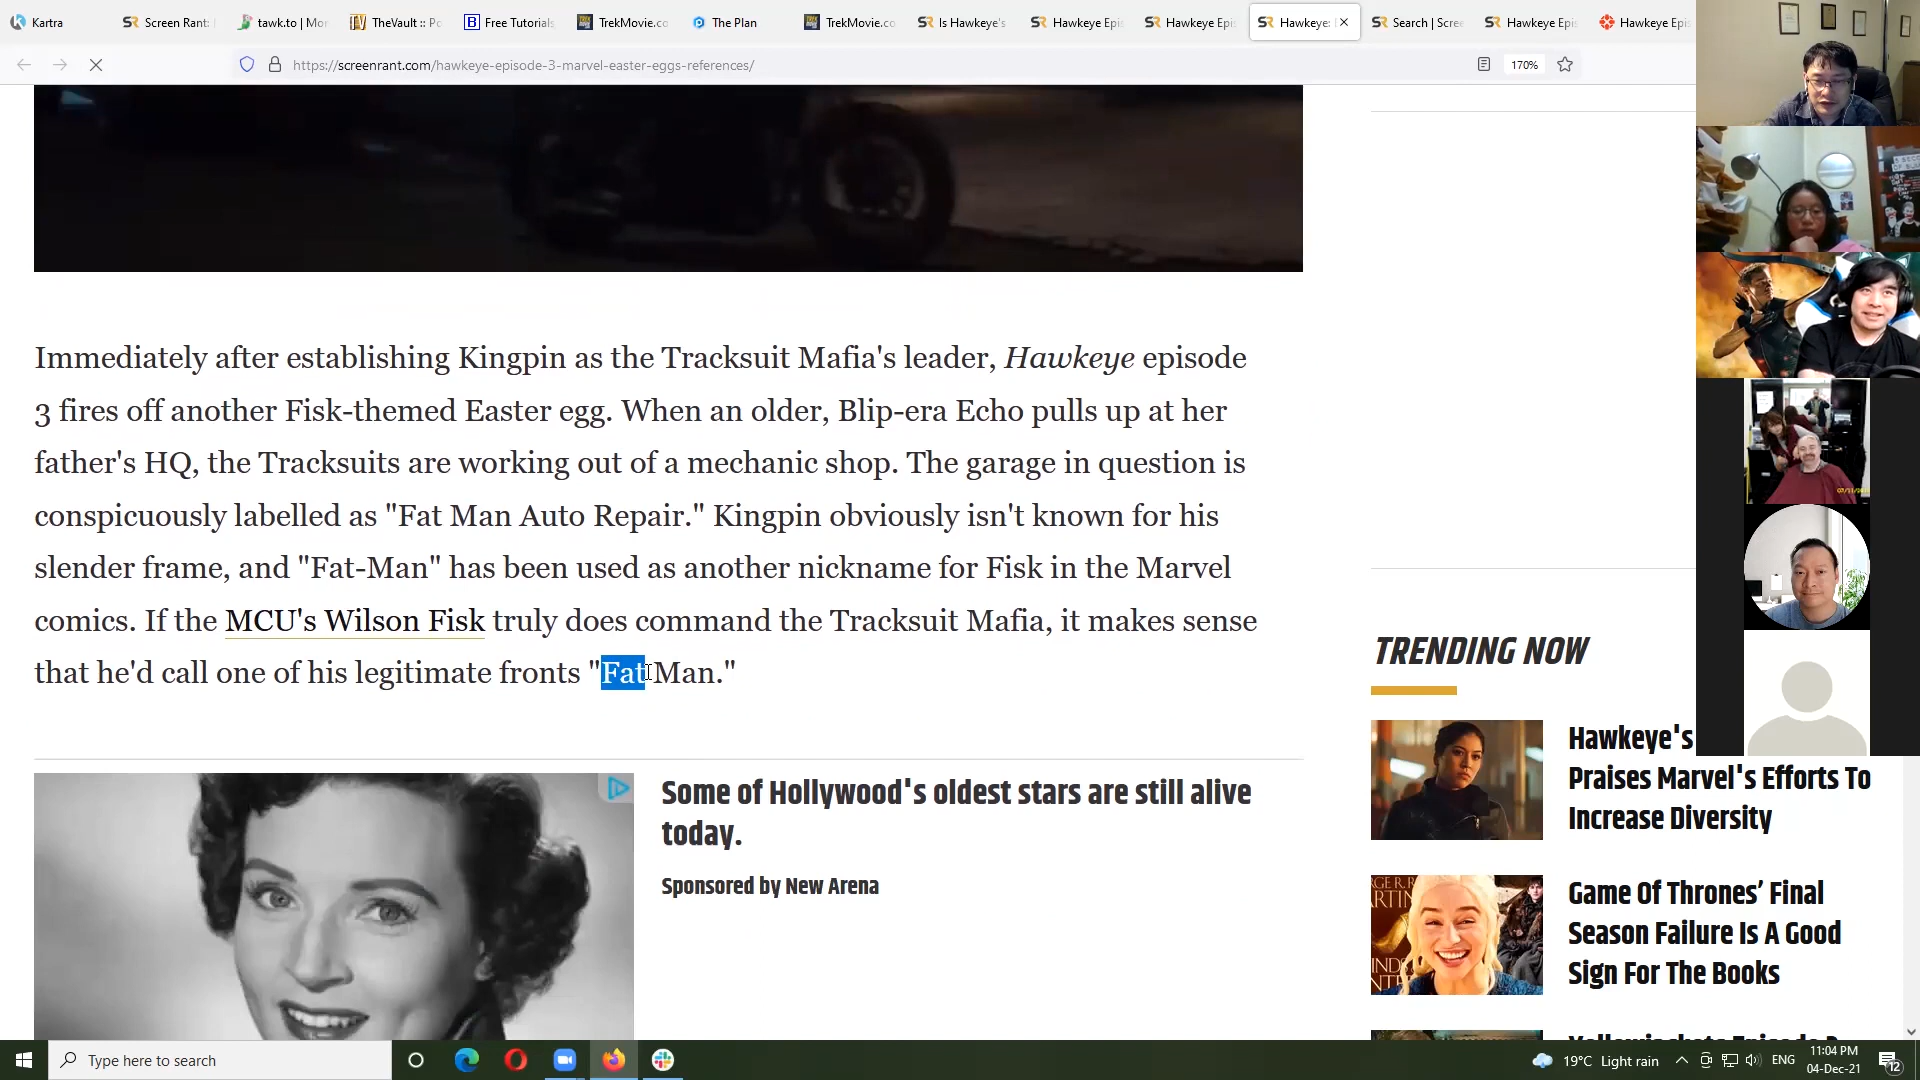 Kartra
Screen Rant:
tawk.to | Mo
TheVault :: Po
Free Tutorials
TrekMovie.co
The Plan
TrekMovie.co
Is Hawkeye's
Hawkeye Epi
Hawkeye Epi
Hawkeye:
Search | Scree
Hawkeye Epi
Hawkeye Epi
https://screenrant.com/hawkeye-episode-3-marvel-easter-eggs-references/
170%
Immediately after establishing Kingpin as the Tracksuit Mafia's leader, Hawkeye episode
3 fires off another Fisk-themed Easter egg. When an older, Blip-era Echo pulls up at her
father's HQ, the Tracksuits are working out of a mechanic shop. The garage in question is
conspicuously labelled as "Fat Man Auto Repair." Kingpin obviously isn't known for his
slender frame, and "Fat-Man" has been used as another nickname for Fisk in the Marvel
comics. If the MCU's Wilson Fisk truly does command the Tracksuit Mafia, it makes sense
that he'd call one of his legitimate fronts "Fat Man."
Some of Hollywood's oldest stars are still alive
today.
Sponsored by New Arena
TRENDING NOW
Hawkeye's
Praises Marvel's Efforts To
Increase Diversity
Game Of Thrones’ Final
Season Failure Is A Good
Sign For The Books
Type here to search
19°C Light rain
ENG
11:04 PM
04-Dec-21
12